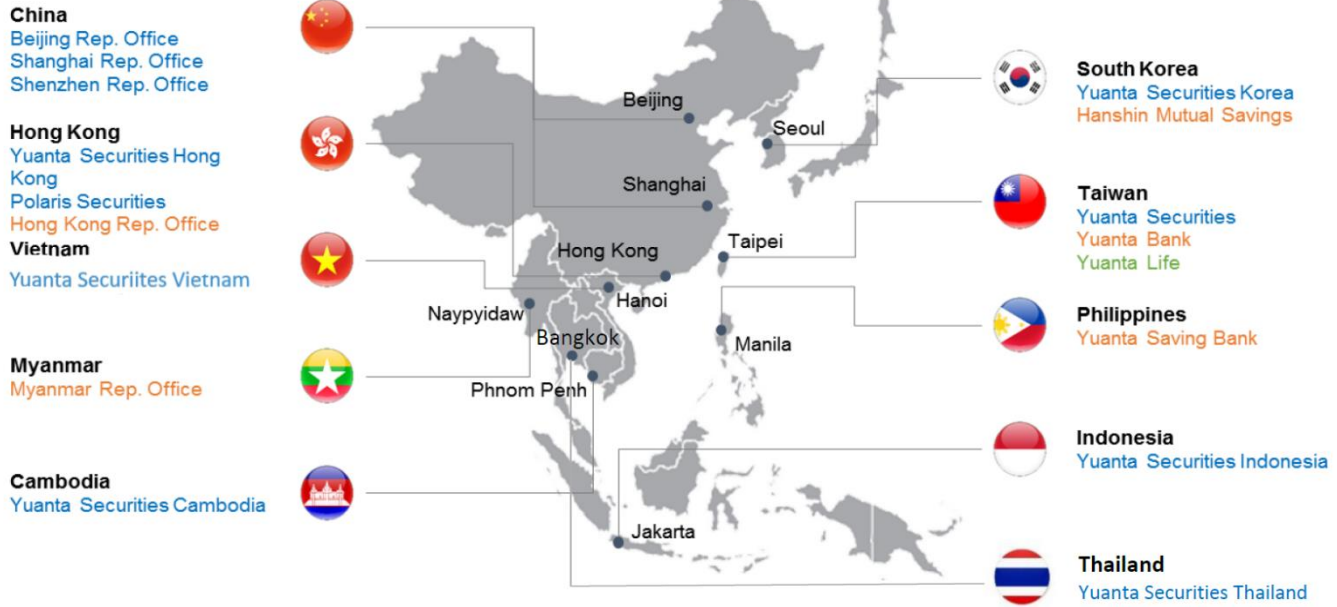 China
Beijing Rep. Office
Shanghai Rep. Office
Shenzhen Rep. Office
Hong Kong
Yuanta Securities Hong
Kong
Polaris Securities
Hong Kong Rep. Office
Vietnam
Yuanta Securiites Vietnam
Myanmar
Myanmar Rep. Office
Cambodia
Yuanta Securities Cambodia
Beijing
Seoul
Shanghai
Hong Kong
Taipei
Hanoi
Naypyidaw
Bangkok
Manila
Phnom Penh
Jakarta
South Korea
Yuanta Securities Korea
Hanshin Mutual Savings
Taiwan
Yuanta Securities
Yuanta Bank
Yuanta Life
Philippines
Yuanta Saving Bank
Indonesia
Yuanta Securities Indonesia
Thailand
Yuanta Securities Thailand